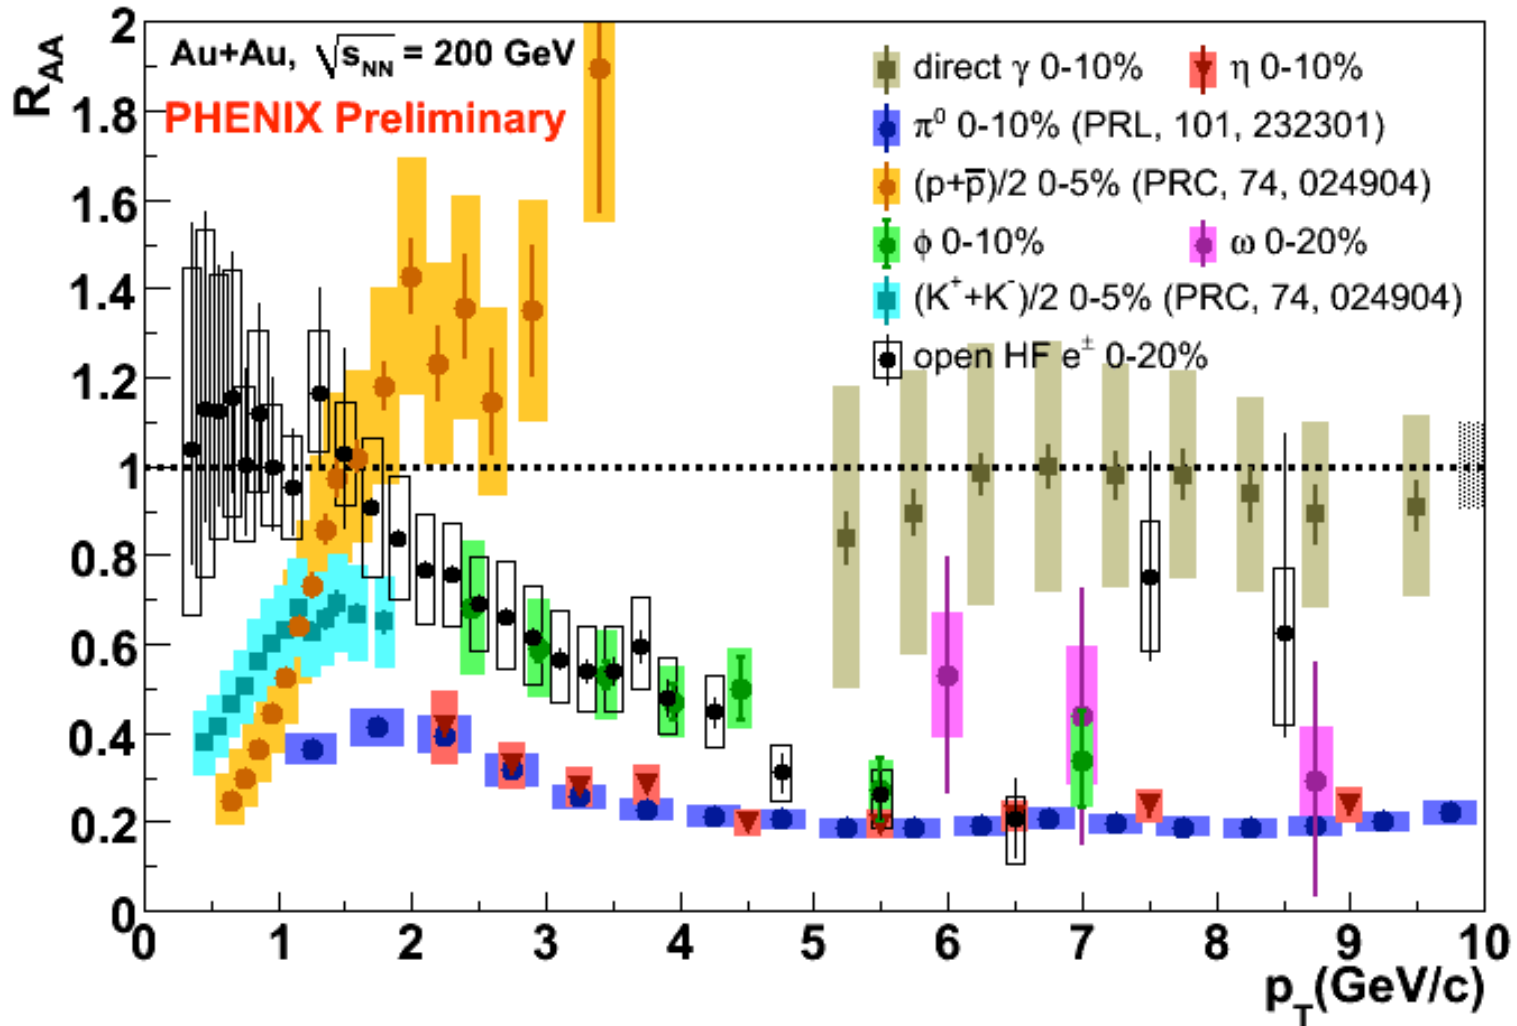 R_AA
2
1.8
1.6
1.4
1.2
1
0.8
0.6
0.4
0.2
0
Au+Au, √s_NN = 200 GeV
PHENIX Preliminary
direct γ 0-10%
η 0-10%
π⁰ 0-10% (PRL, 101, 232301)
(p+p̅)/2 0-5% (PRC, 74, 024904)
ϕ 0-10%
ω 0-20%
(K⁺+K⁻)/2 0-5% (PRC, 74, 024904)
open HF e^± 0-20%
0 1 2 3 4 5 6 7 8 9 10
p_T(GeV/c)